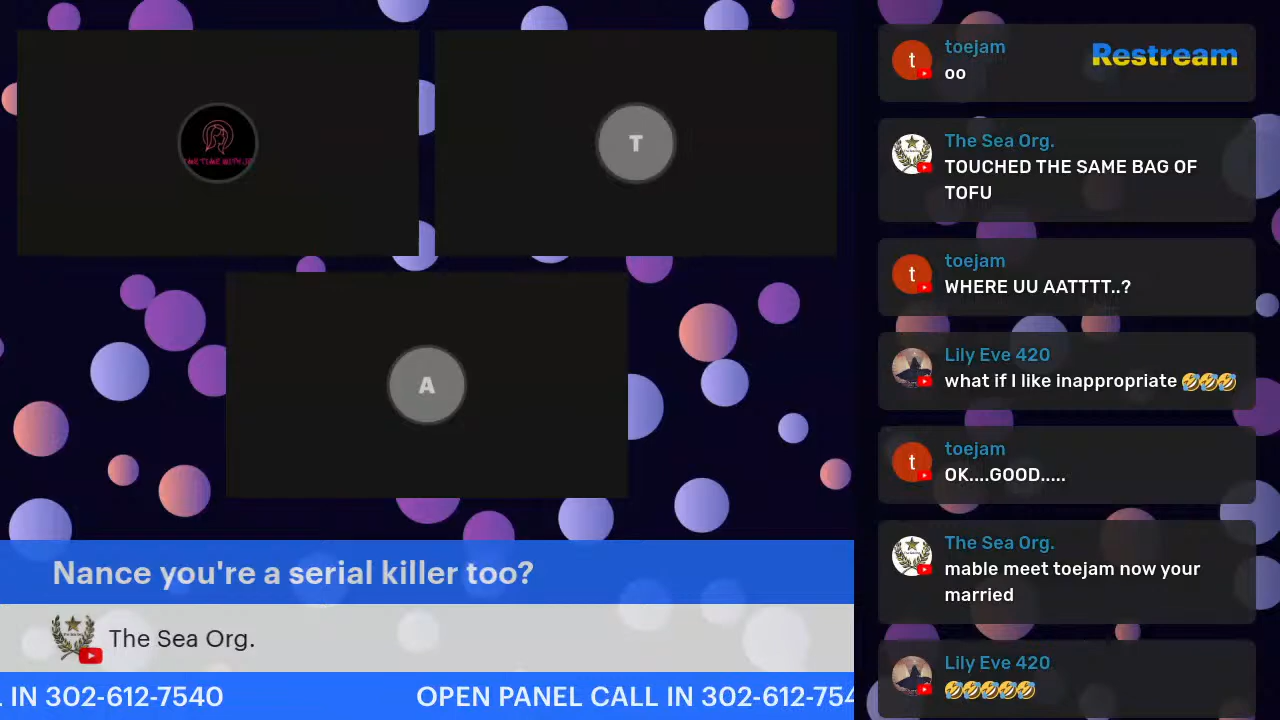 T
A
Nance you're a serial killer too?
The Sea Org.
IN 302-612-7540
OPEN PANEL CALL IN 302-612-754
Restream
t
toejam
oo
The Sea Org.
TOUCHED THE SAME BAG OF
TOFU
t
toejam
WHERE UU AATTTT..?
Lily Eve 420
what if I like inappropriate 🤣🤣🤣
t
toejam
OK....GOOD.....
The Sea Org.
mable meet toejam now your
married
Lily Eve 420
🤣🤣🤣🤣🤣